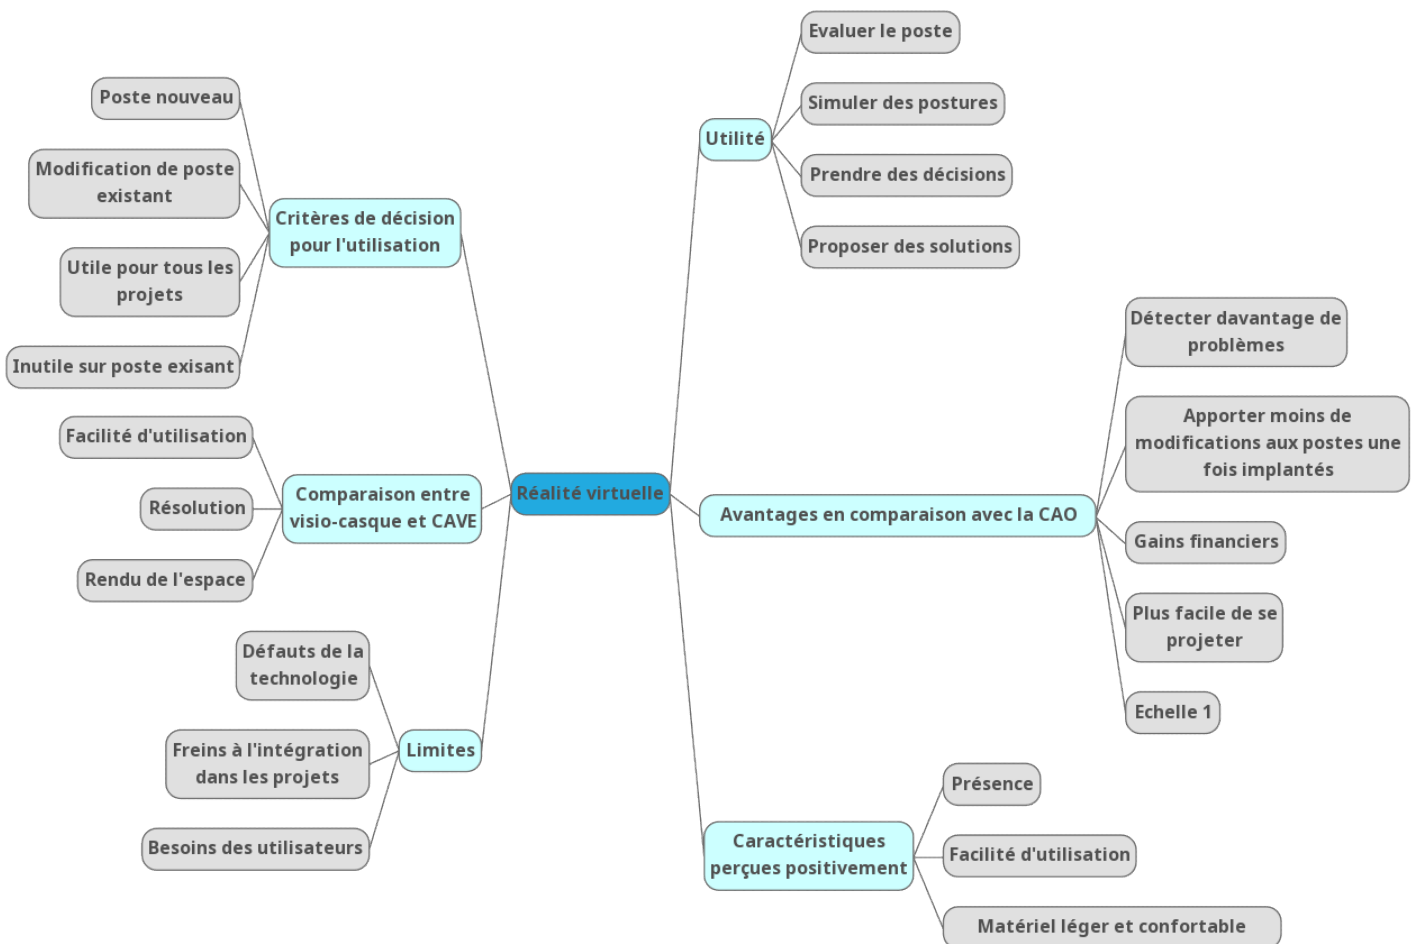 Réalité virtuelle
Critères de décision
pour l'utilisation
Poste nouveau
Modification de poste
existant
Utile pour tous les
projets
Inutile sur poste exisant
Comparaison entre
visio-casque et CAVE
Facilité d'utilisation
Résolution
Rendu de l'espace
Limites
Défauts de la
technologie
Freins à l'intégration
dans les projets
Besoins des utilisateurs
Utilité
Evaluer le poste
Simuler des postures
Prendre des décisions
Proposer des solutions
Avantages en comparaison avec la CAO
Détecter davantage de
problèmes
Apporter moins de
modifications aux postes une
fois implantés
Gains financiers
Plus facile de se
projeter
Echelle 1
Caractéristiques
perçues positivement
Présence
Facilité d'utilisation
Matériel léger et confortable